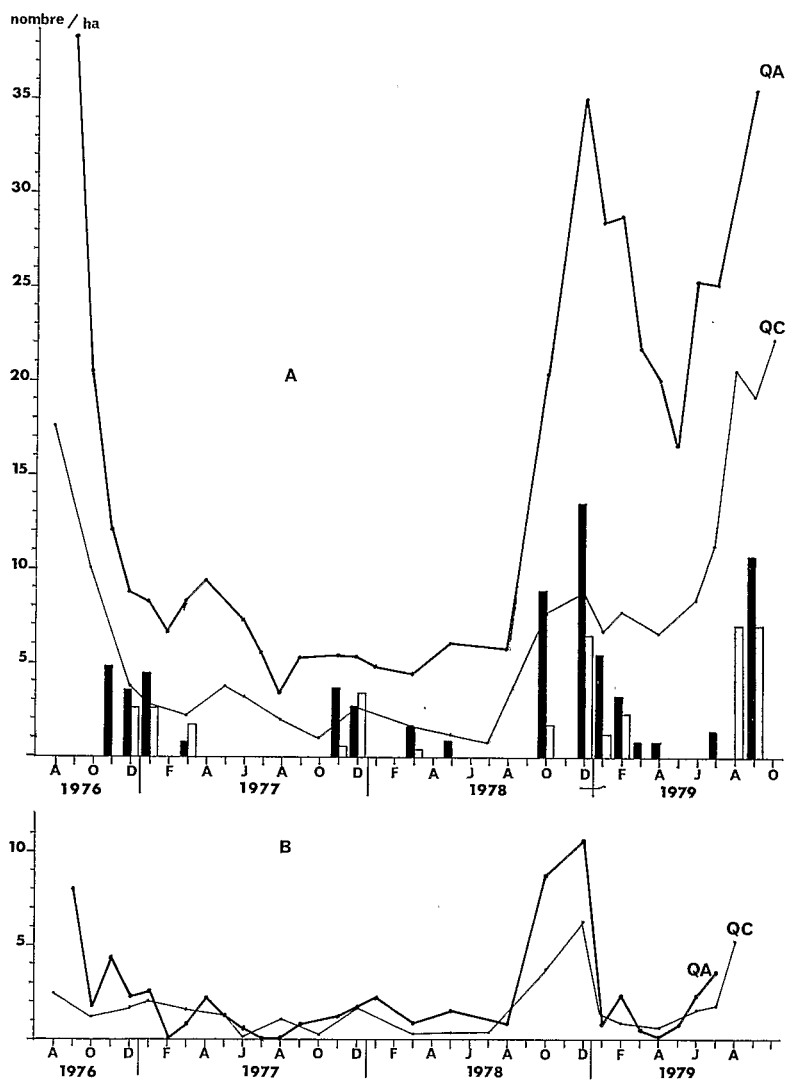 nombre / ha
QA
35
30
25
QC
20
A
15
10
5
A O D F A J A O D F A J A O D F A J A O
1976 1977 1978 1979
B
10
5
QC
QA
A O D F A J A O D F A J A O D F A J A
1976 1977 1978 1979